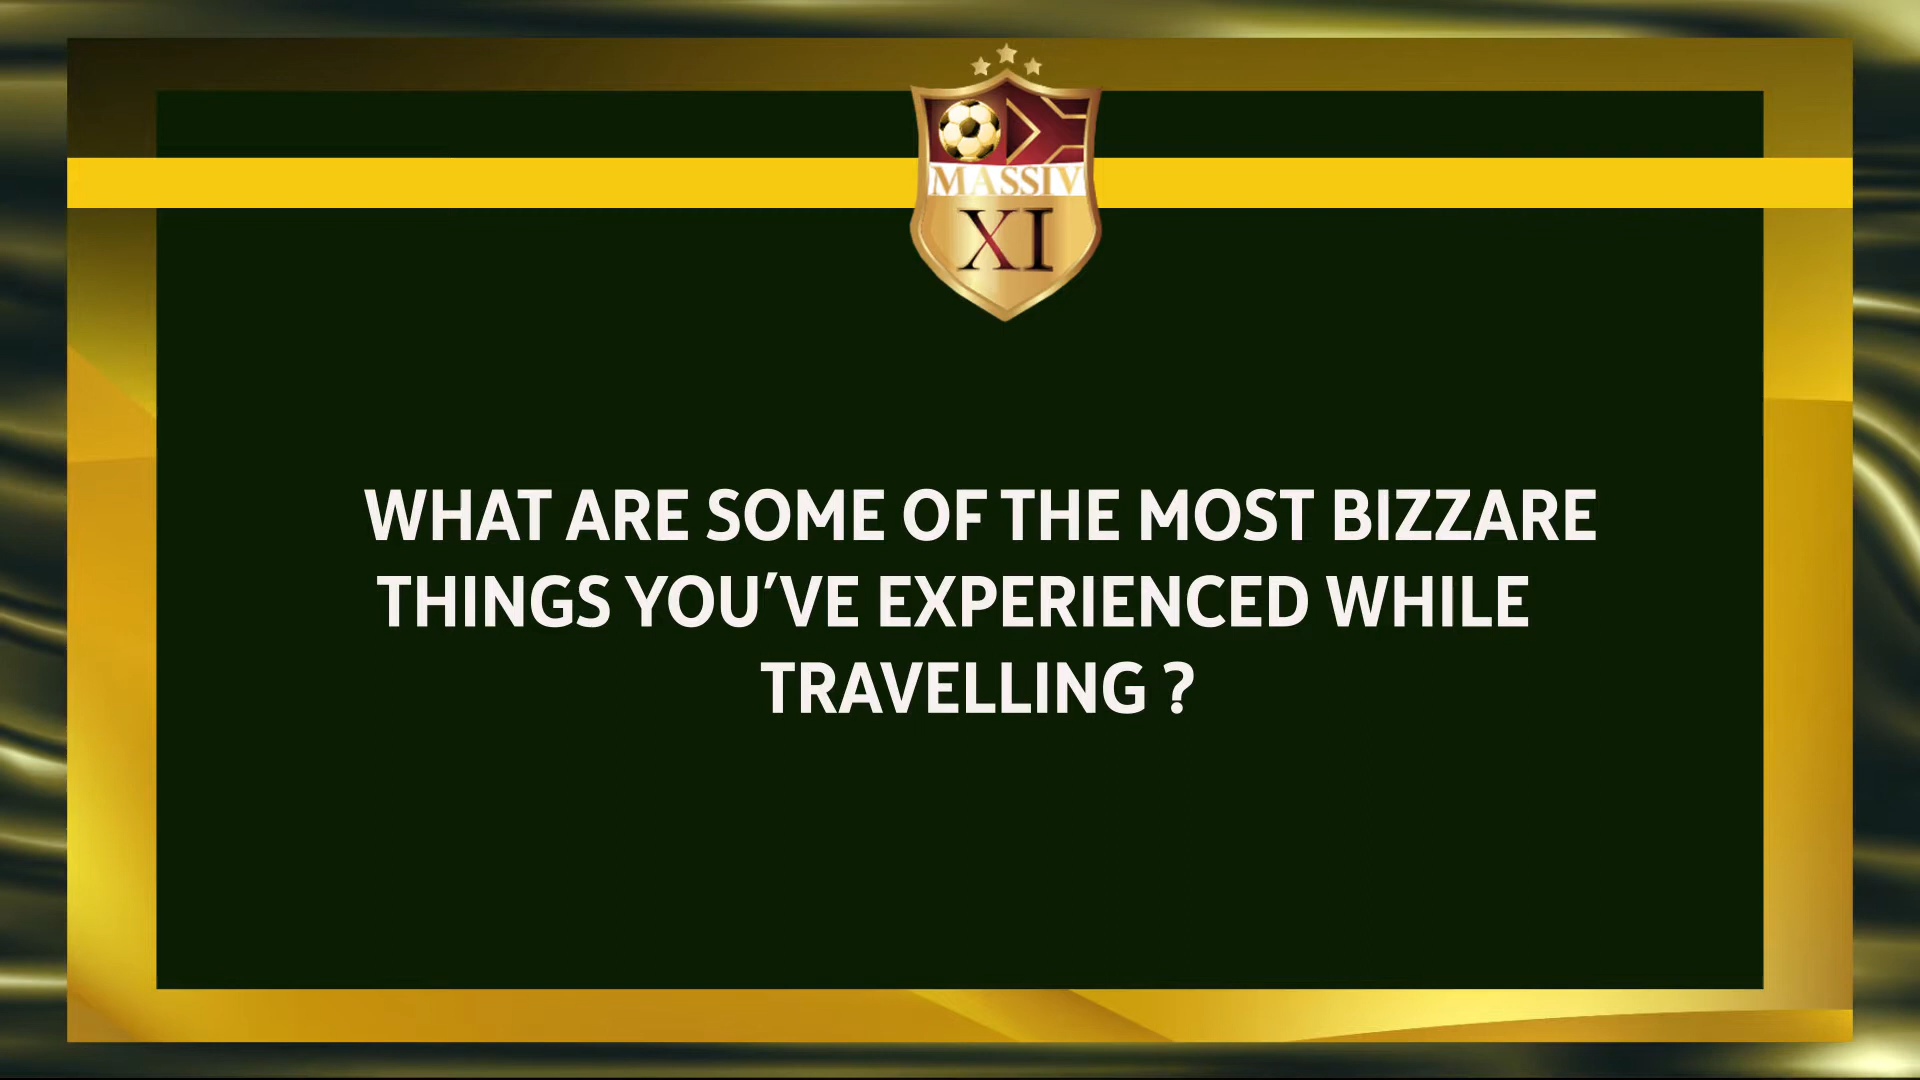 MASSIV
XI
WHAT ARE SOME OF THE MOST BIZZARE
THINGS YOU'VE EXPERIENCED WHILE
TRAVELLING ?